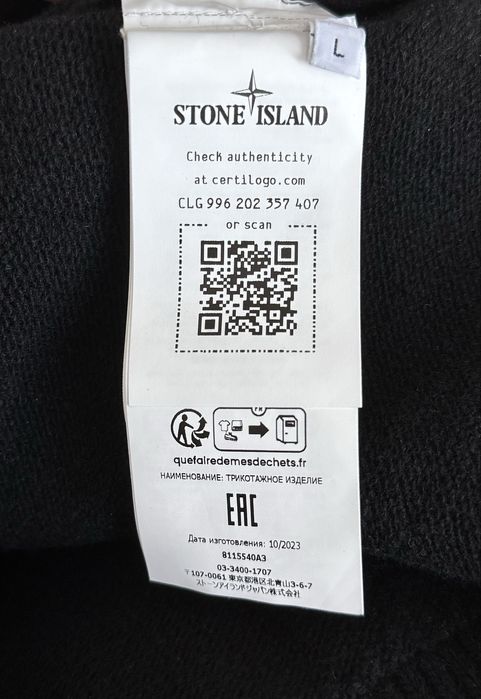 L
STONE ISLAND
Check authenticity
at certilogo.com
CLG 996 202 357 407
or scan
FR
quefairedemesdechets.fr
НАИМЕНОВАНИЕ: ТРИКОТАЖНОЕ ИЗДЕЛИЕ
EAC
Дата изготовления: 10/2023
8115540A3
03-3400-1707
〒107-0061 東京都港区北青山3-6-7
ストーンアイランドジャパン株式会社